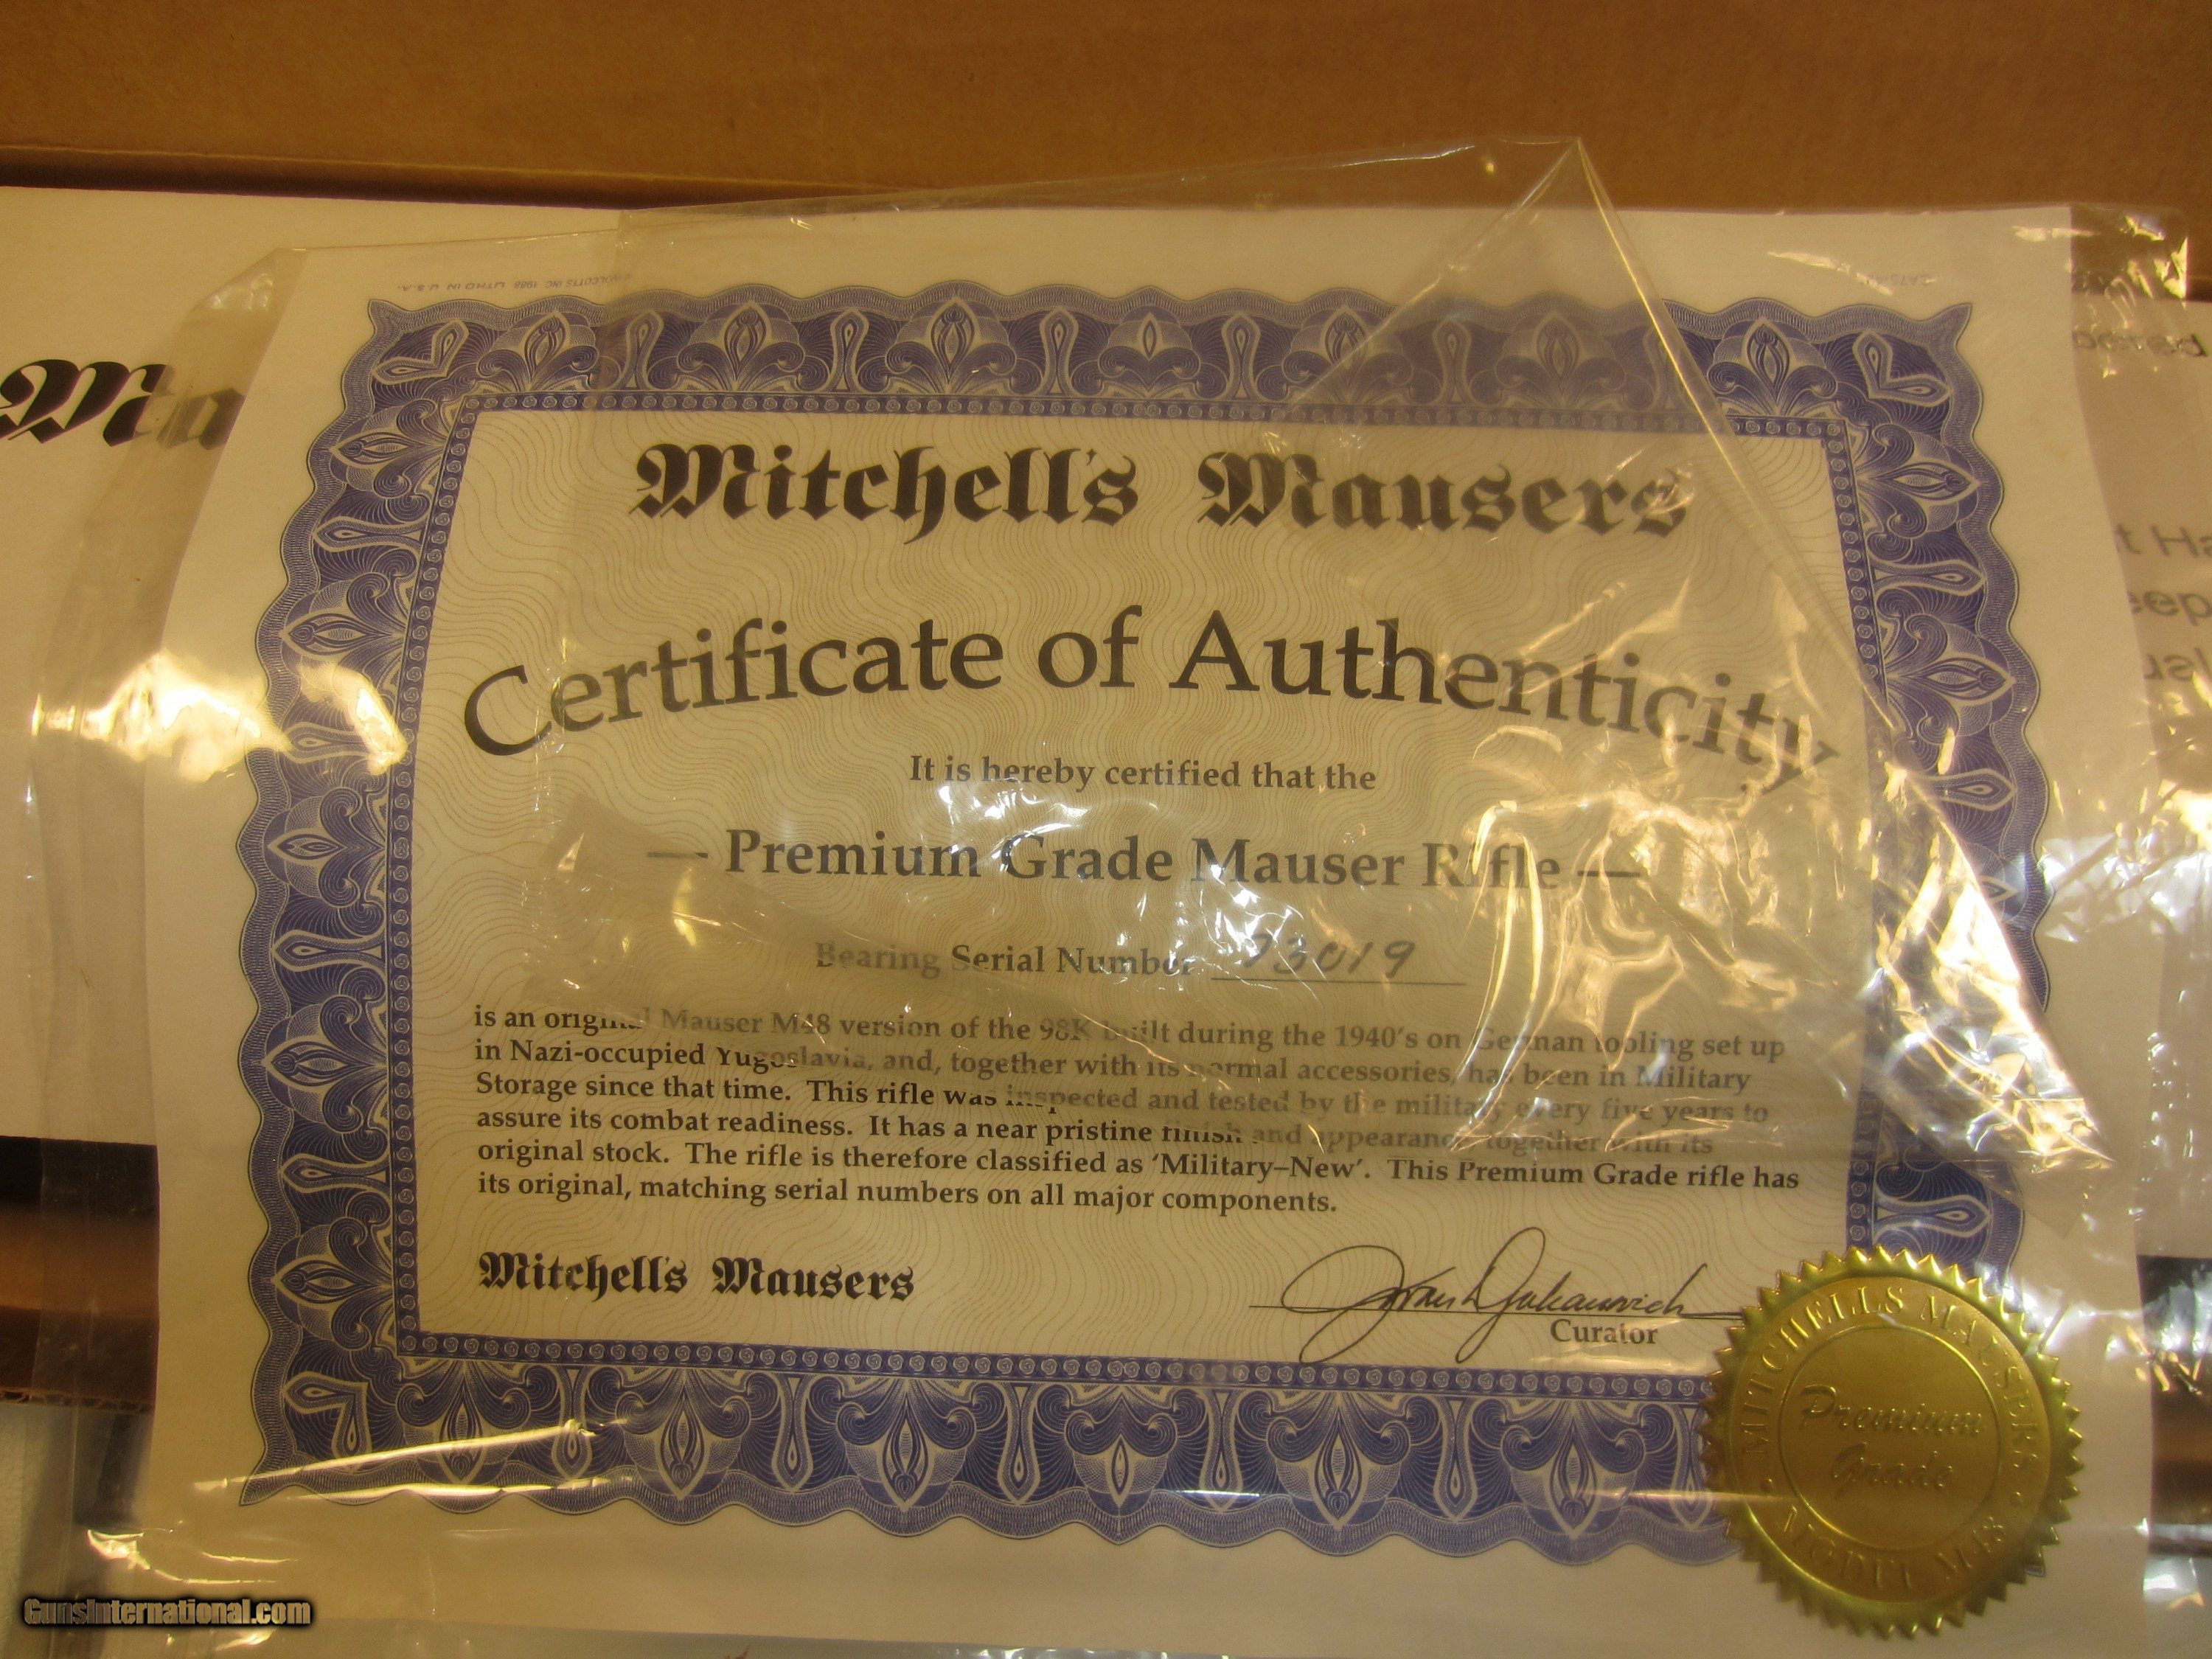 Mitchell's Mausers
Certificate of Authenticity
It is hereby certified that the
— Premium Grade Mauser Rifle —
Bearing Serial Number 93019
is an original Mauser M48 version of the 98K built during the 1940's on German tooling set up
in Nazi-occupied Yugoslavia, and, together with its normal accessories, has been in Military
Storage since that time. This rifle was inspected and tested by the military every five years to
assure its combat readiness. It has a near pristine finish and appearance together with its
original stock. The rifle is therefore classified as 'Military–New'. This Premium Grade rifle has
its original, matching serial numbers on all major components.
Mitchell's Mausers
Curator
MITCHELLS MAUSERS
Premium
Grade
MODEL M48
GunsInternational.com